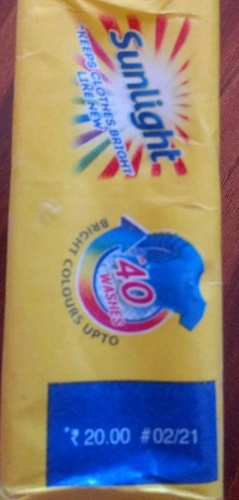 Sunlight
*KEEPS CLOTHES BRIGHT
LIKE NEW
BRIGHT COLOURS UPTO
*40
WASHES
*₹ 20.00 #02/21